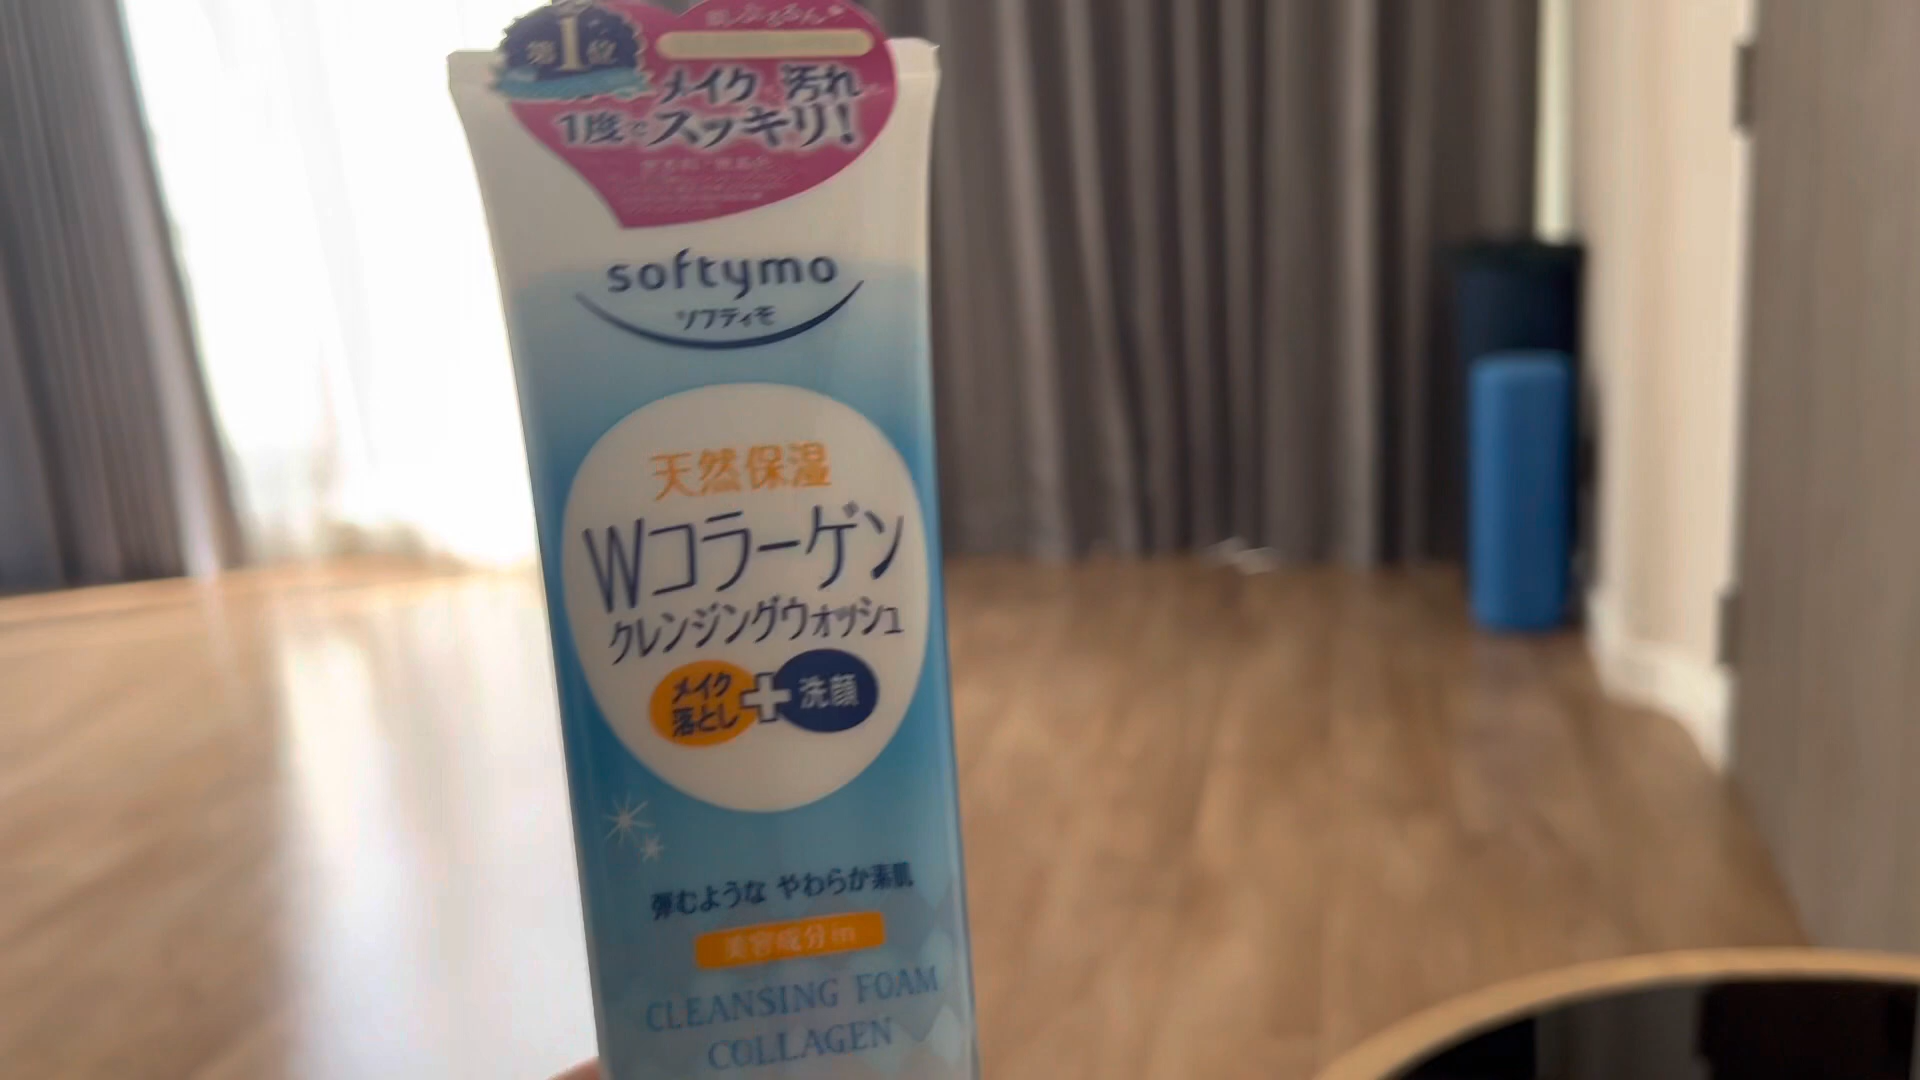 第1位
メイク 汚れ
1度でスッキリ!
softymo
ソフティモ
天然保湿
Wコラーゲン
クレンジングウォッシュ
メイク
落とし
+
洗顔
弾むような やわらか素肌
美容成分in
CLEANSING FOAM
COLLAGEN